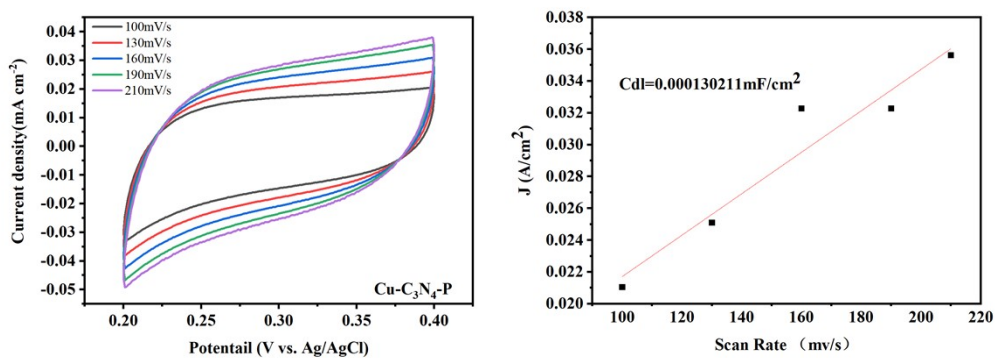 100mV/s
130mV/s
160mV/s
190mV/s
210mV/s
0.04
0.03
0.02
0.01
0.00
-0.01
-0.02
-0.03
-0.04
-0.05
Current density(mA cm⁻²)
Cu-C₃N₄-P
0.20 0.25 0.30 0.35 0.40
Potentail (V vs. Ag/AgCl)
0.038
0.036
0.034
0.032
0.030
0.028
0.026
0.024
0.022
0.020
J (A/cm²)
Cdl=0.000130211mF/cm²
100 120 140 160 180 200 220
Scan Rate （mv/s）